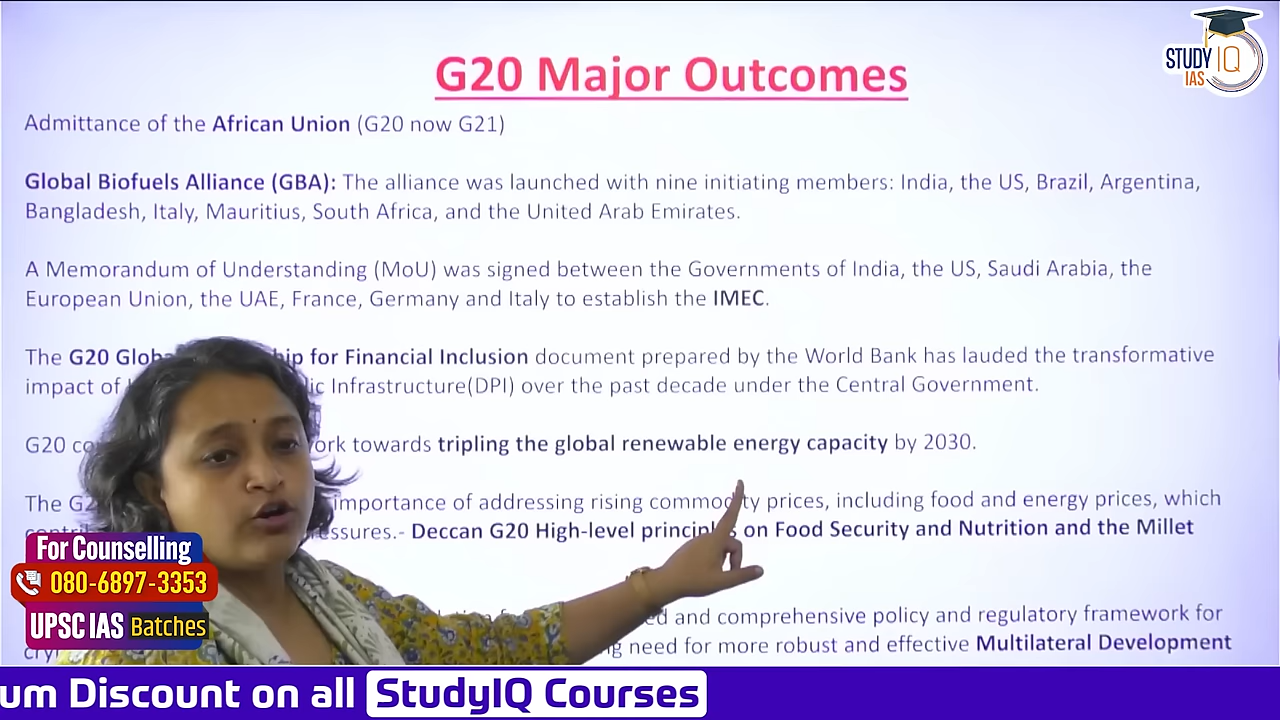 G20 Major Outcomes
STUDY IQ
IAS
Admittance of the African Union (G20 now G21)
Global Biofuels Alliance (GBA): The alliance was launched with nine initiating members: India, the US, Brazil, Argentina,
Bangladesh, Italy, Mauritius, South Africa, and the United Arab Emirates.
A Memorandum of Understanding (MoU) was signed between the Governments of India, the US, Saudi Arabia, the
European Union, the UAE, France, Germany and Italy to establish the IMEC.
The G20 for Financial Inclusion document prepared by the World Bank has lauded the transformative
impact of Infrastructure(DPI) over the past decade under the Central Government.
G20 towards tripling the global renewable energy capacity by 2030.
The importance of addressing rising commodity prices, including food and energy prices, which
Deccan G20 High-level principles on Food Security and Nutrition and the Millet
and comprehensive policy and regulatory framework for
need for more robust and effective Multilateral Development
For Counselling
080-6897-3353
UPSC IAS Batches
Discount on all StudyIQ Courses